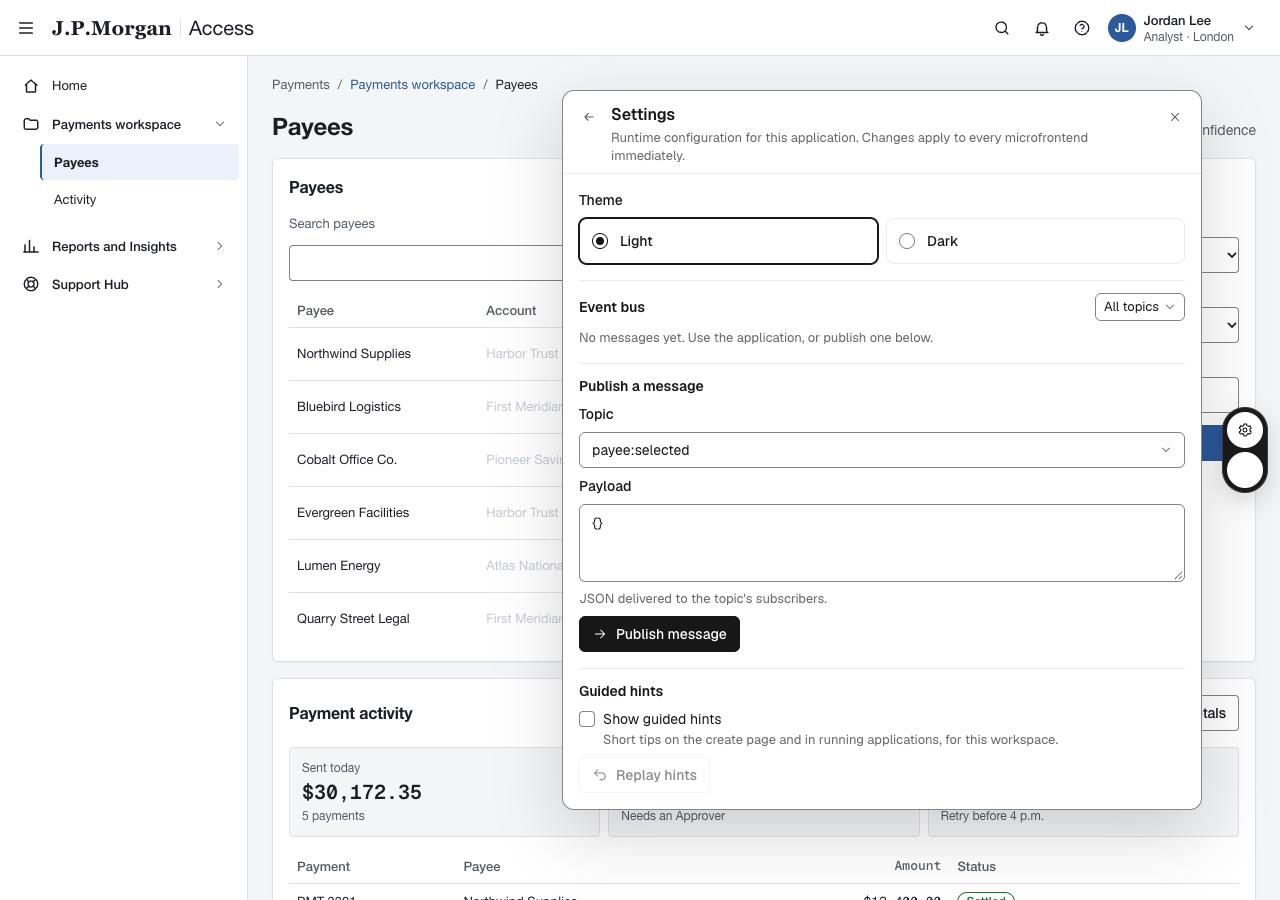 J.P.Morgan Access
JL
Jordan Lee
Analyst · London
Home
Payments workspace
Payees
Activity
Reports and Insights
Support Hub
Payments / Payments workspace / Payees
Payees
nfidence
Payees
Search payees
Payee Account
Northwind Supplies Harbor Trust
Bluebird Logistics First Meridian
Cobalt Office Co. Pioneer Savin
Evergreen Facilities Harbor Trust
Lumen Energy Atlas Nationa
Quarry Street Legal First Meridian
Settings
Runtime configuration for this application. Changes apply to every microfrontend
immediately.
Theme
Light Dark
Event bus All topics
No messages yet. Use the application, or publish one below.
Publish a message
Topic
payee:selected
Payload
{}
JSON delivered to the topic's subscribers.
Publish message
Guided hints
Show guided hints
Short tips on the create page and in running applications, for this workspace.
Replay hints
Payment activity
tals
Sent today
$30,172.35
5 payments
Needs an Approver
Retry before 4 p.m.
Payment Payee Amount Status